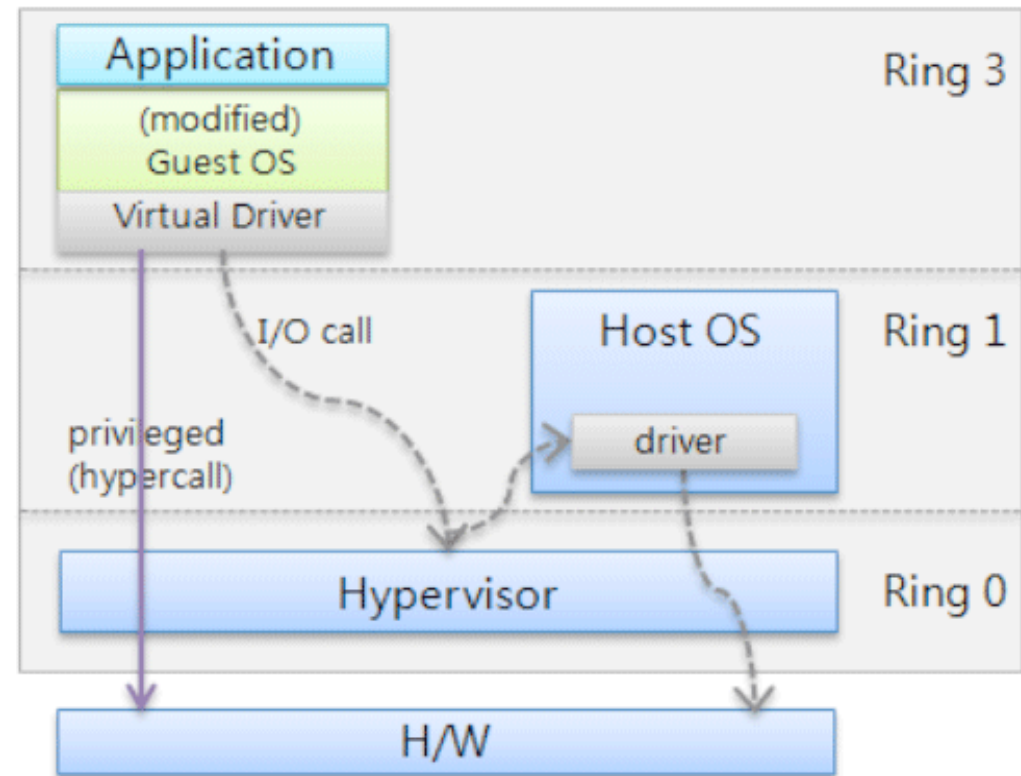 Application
Ring 3
(modified)
Guest OS
Virtual Driver
I/O call
Host OS
Ring 1
privileged
(hypercall)
driver
Hypervisor
Ring 0
H/W